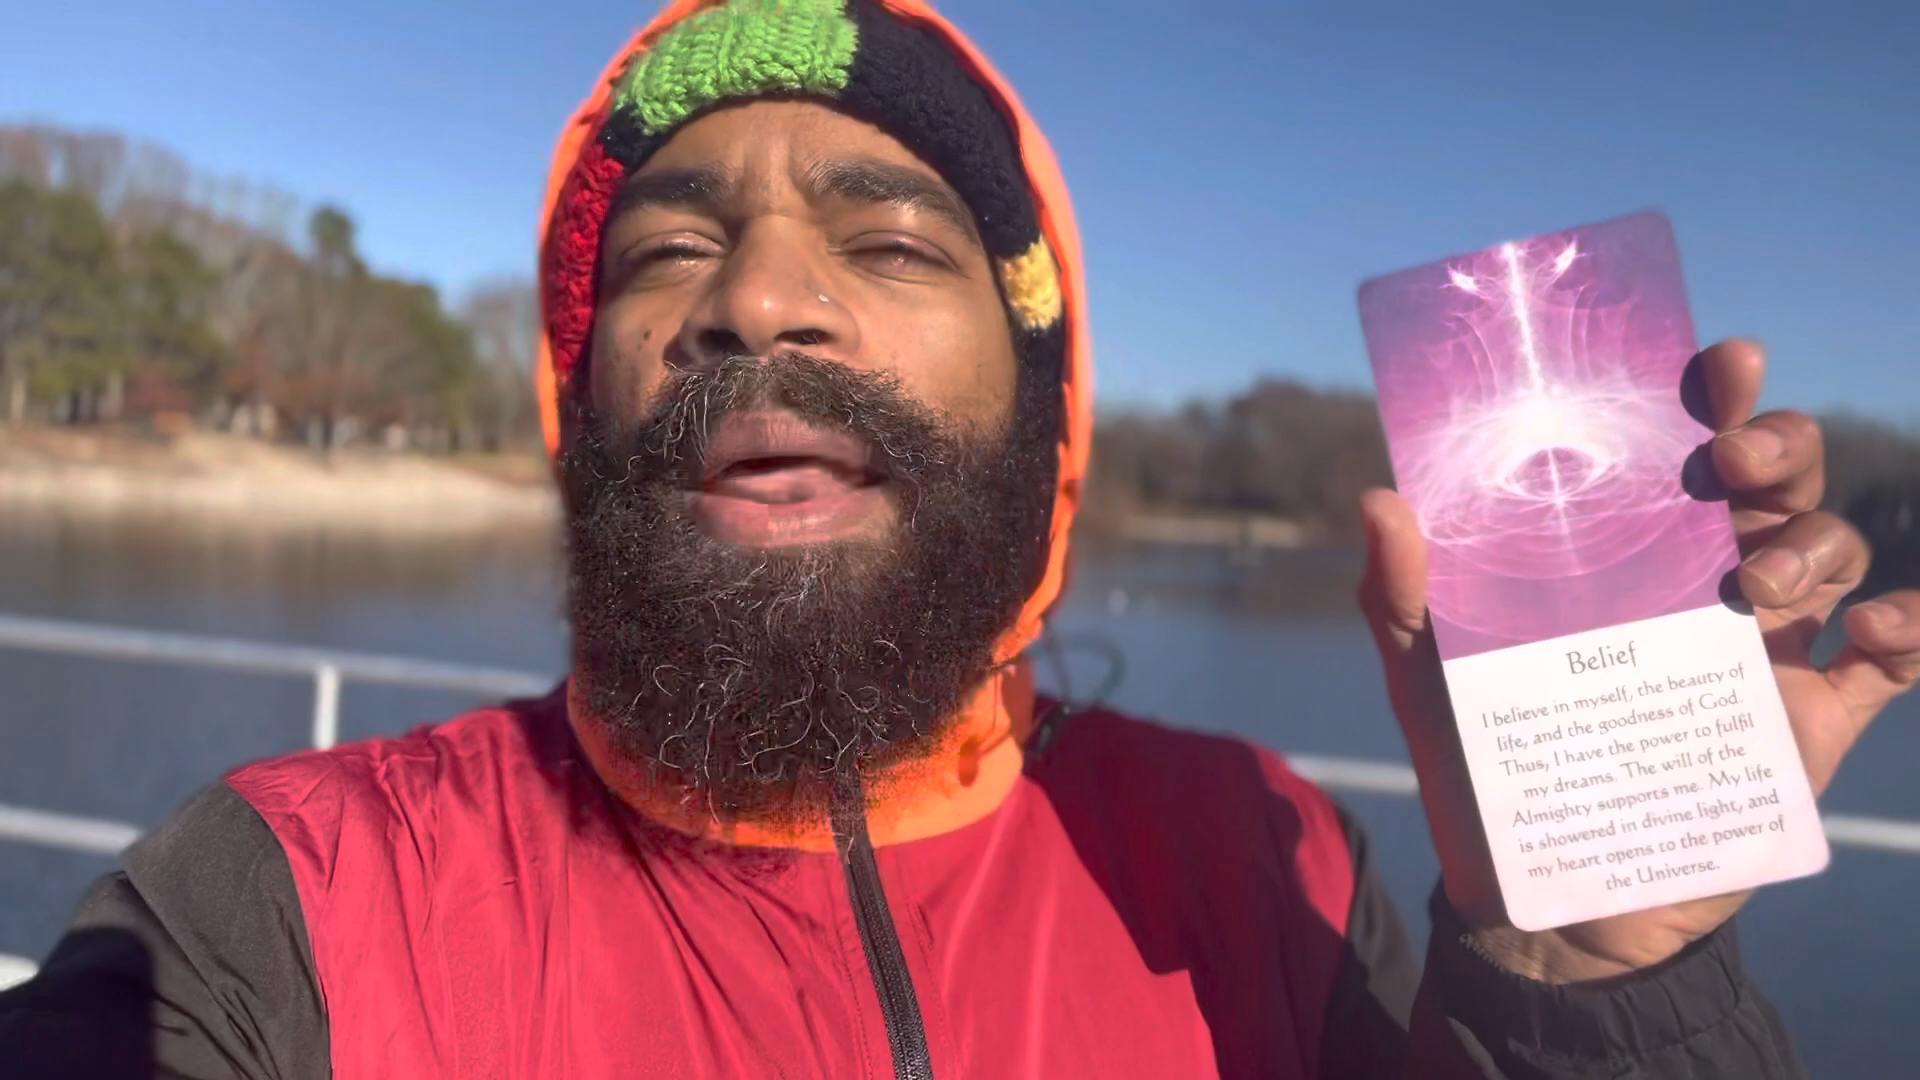 Belief
I believe in myself, the beauty of
life, and the goodness of God.
Thus, I have the power to fulfil
my dreams. The will of the
Almighty supports me. My life
is showered in divine light, and
my heart opens to the power of
the Universe.